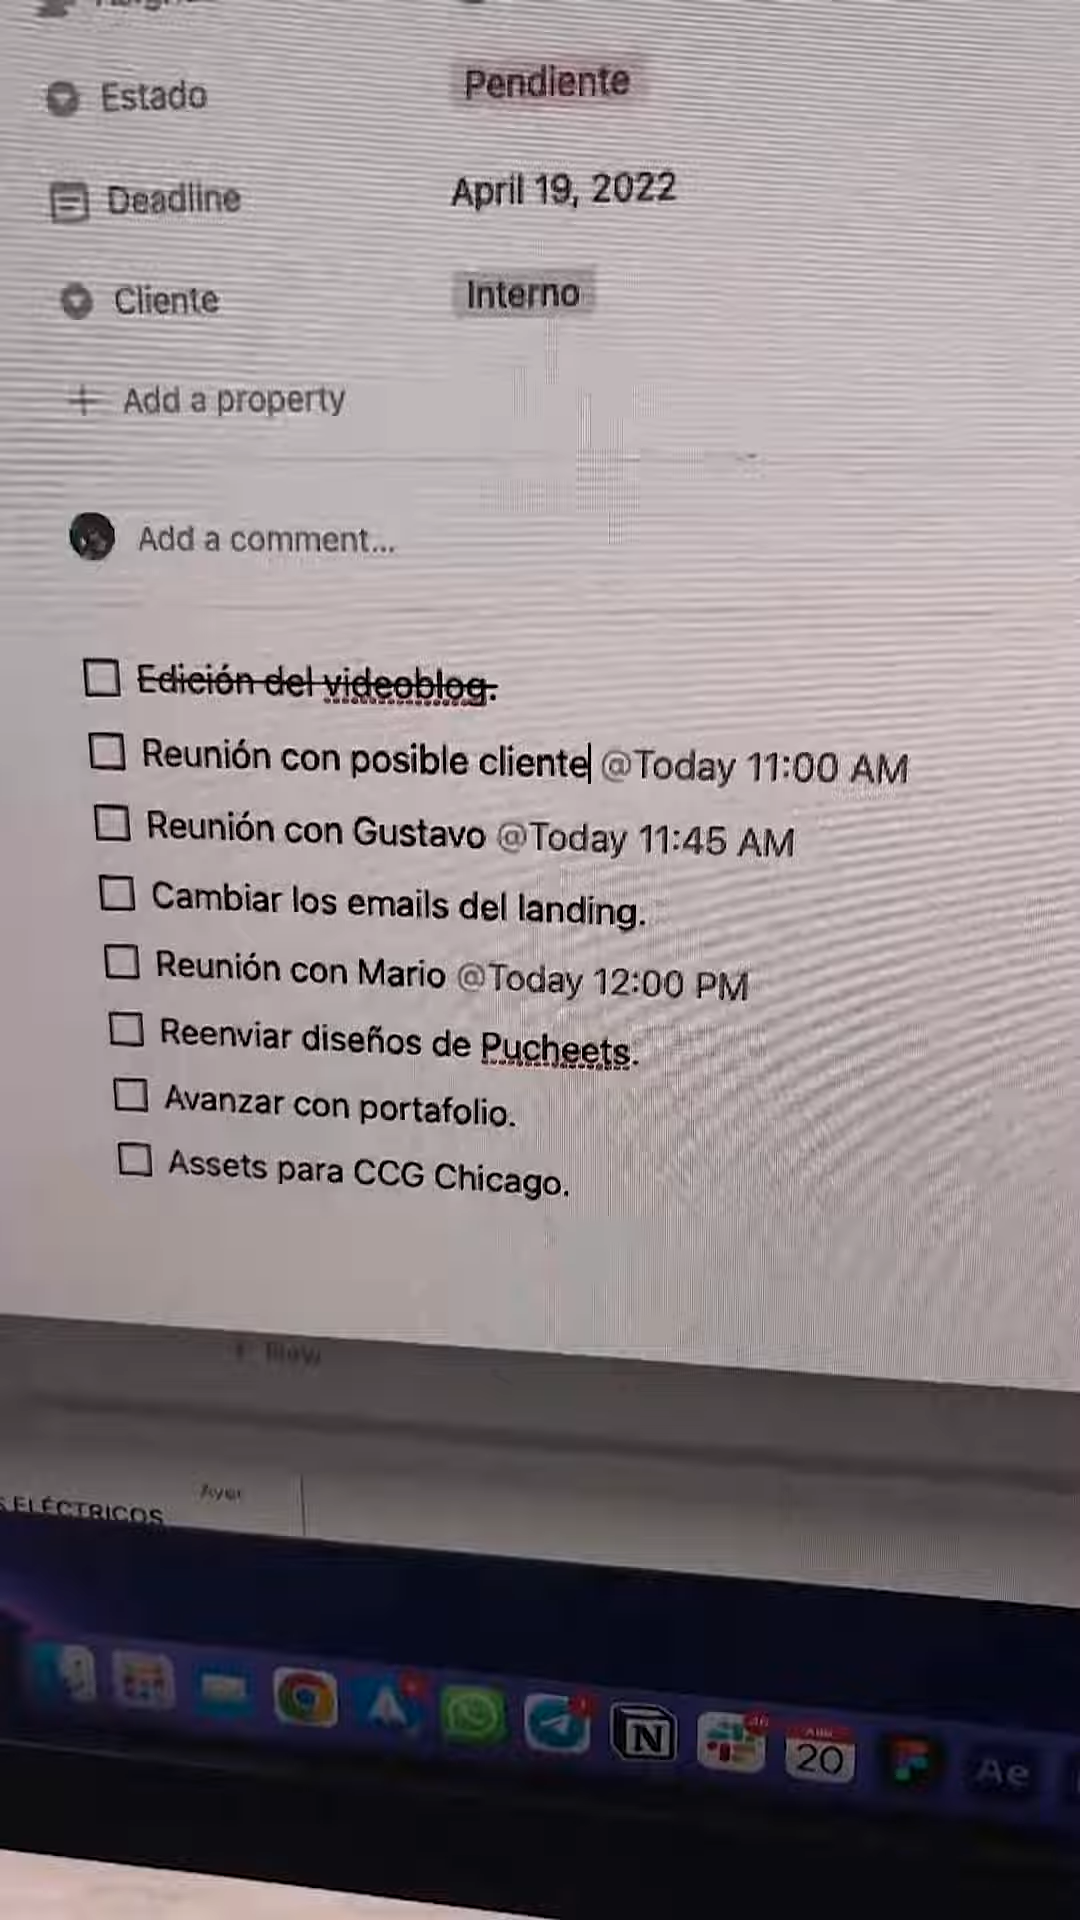 Estado Pendiente
Deadline April 19, 2022
Cliente Interno
Add a property
Add a comment...
Edición del videoblog.
Reunión con posible cliente @Today 11:00 AM
Reunión con Gustavo @Today 11:45 AM
Cambiar los emails del landing.
Reunión con Mario @Today 12:00 PM
Reenviar diseños de Pucheets.
Avanzar con portafolio.
Assets para CCG Chicago.
New
Ayer
ELÉCTRICOS
N
20
Ae